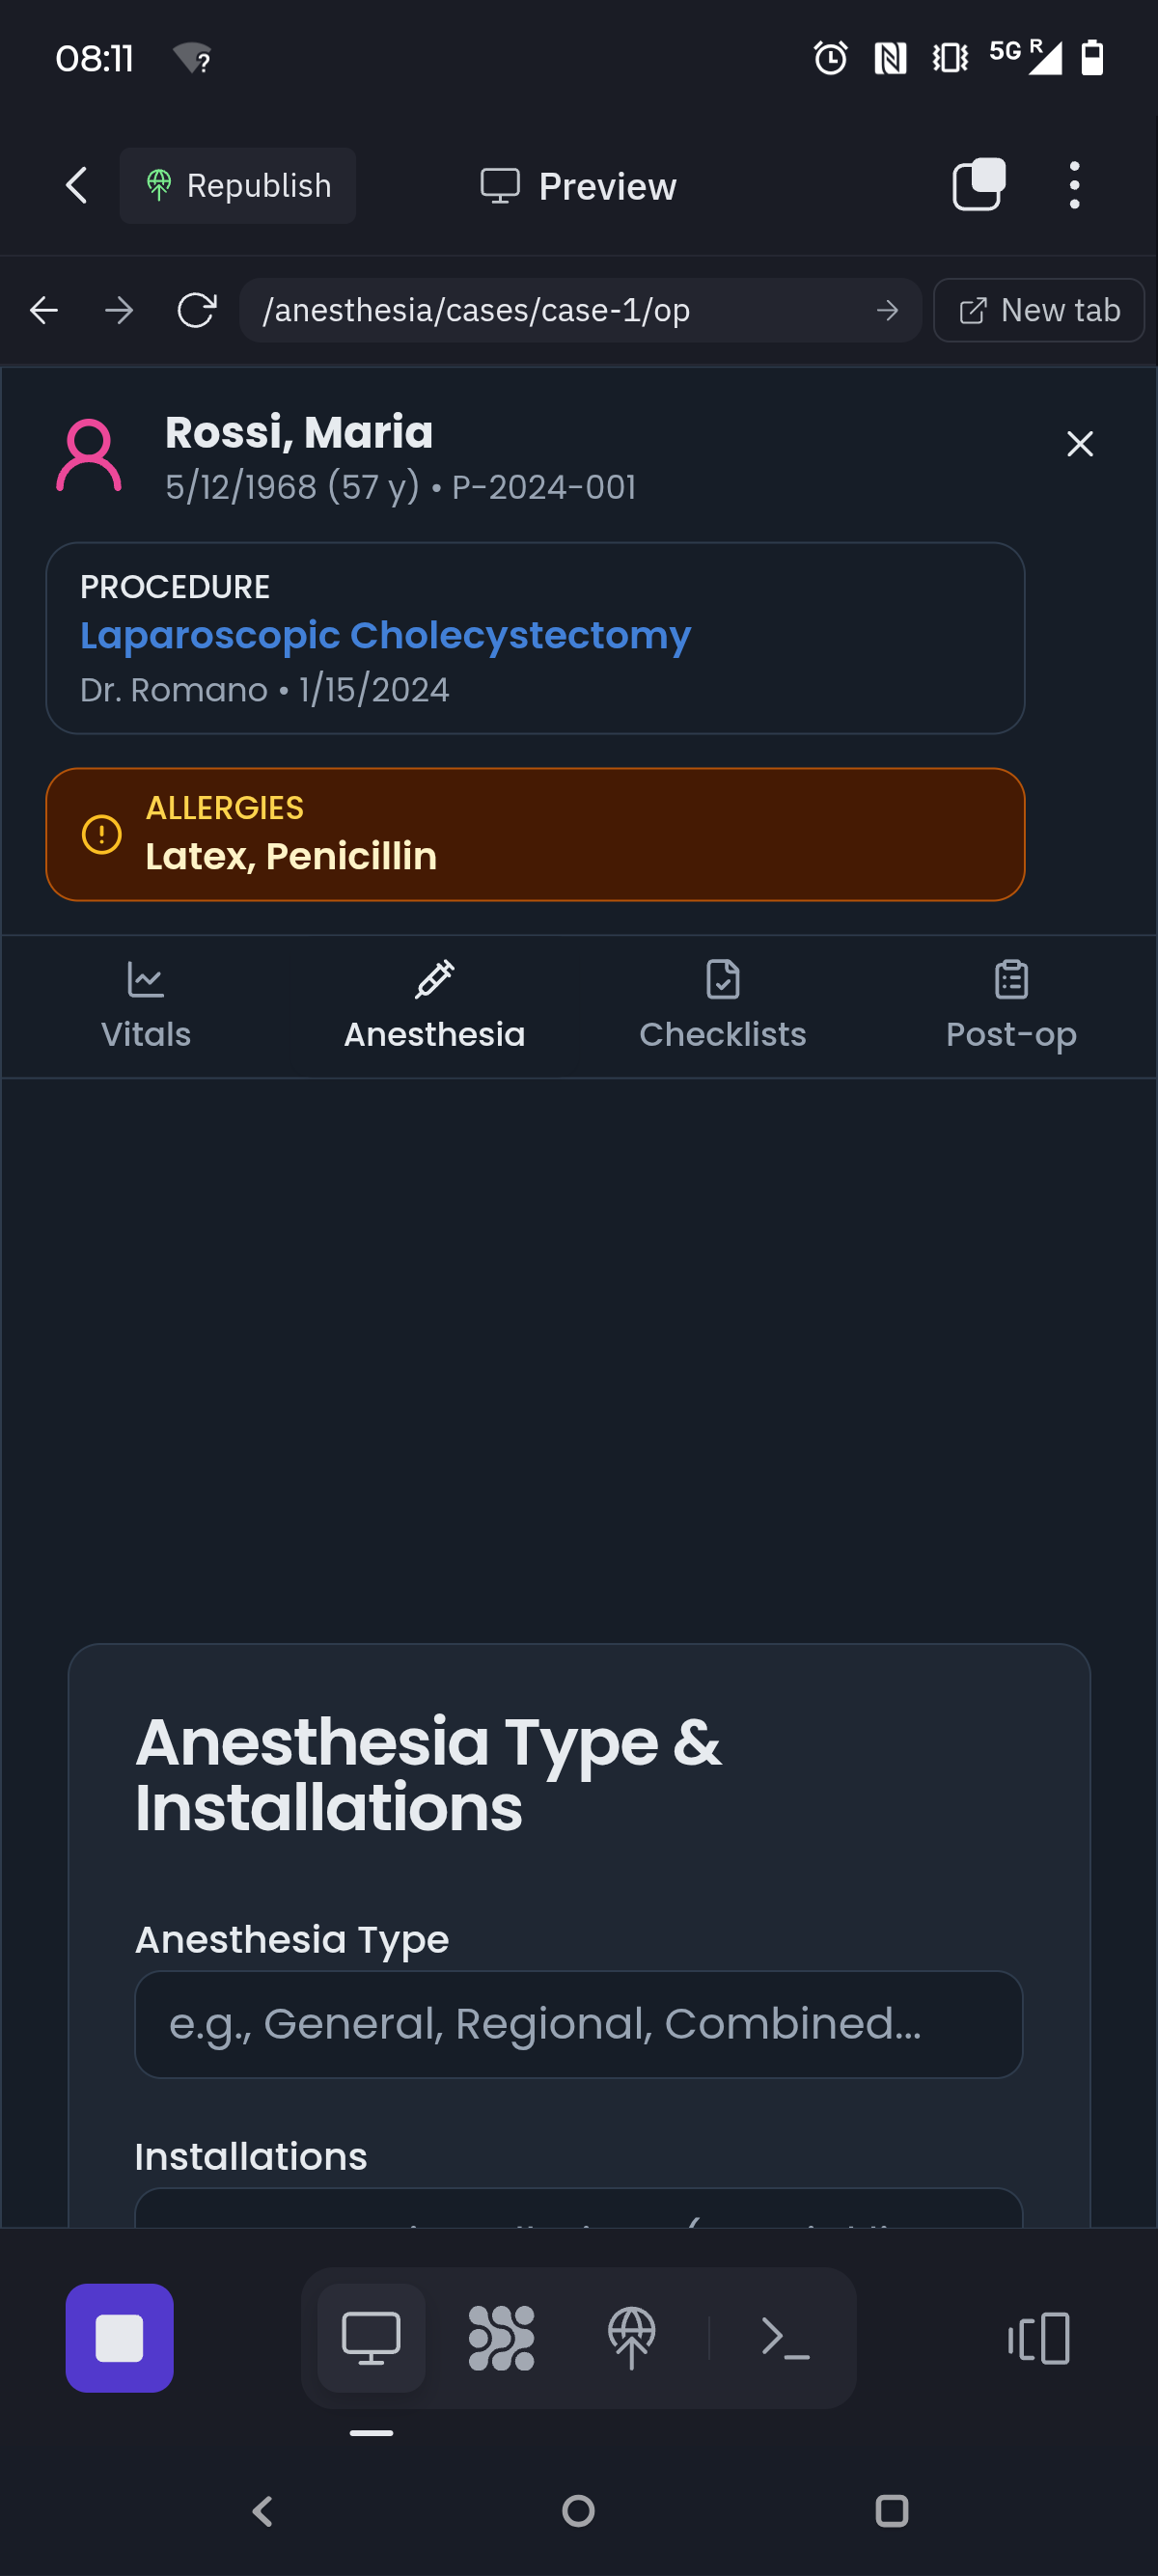 08:11
5G R
Republish
Preview
/anesthesia/cases/case-1/op
New tab
Rossi, Maria
5/12/1968 (57 y) • P-2024-001
PROCEDURE
Laparoscopic Cholecystectomy
Dr. Romano • 1/15/2024
ALLERGIES
Latex, Penicillin
Vitals
Anesthesia
Checklists
Post-op
Anesthesia Type &
Installations
Anesthesia Type
e.g., General, Regional, Combined...
Installations